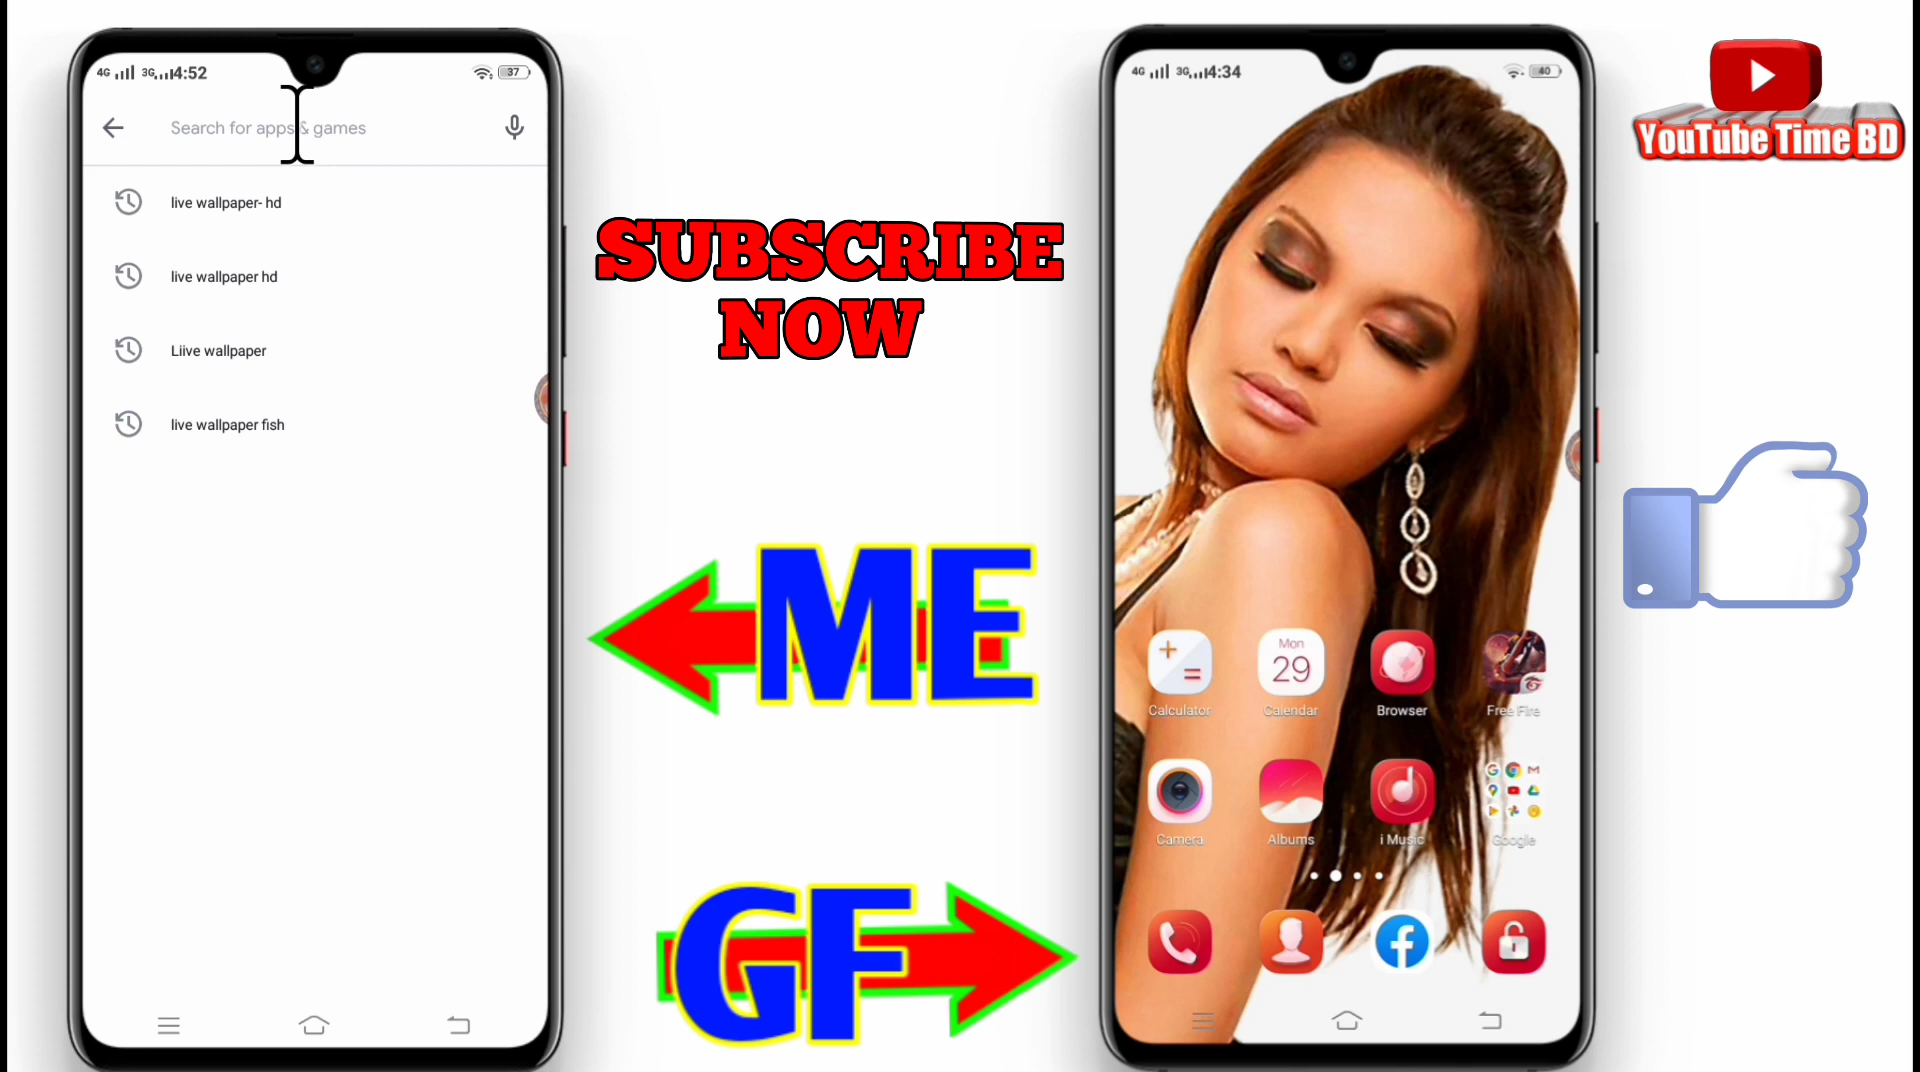 4G 3G 4:52 37
Search for apps & games
live wallpaper- hd
live wallpaper hd
Liive wallpaper
live wallpaper fish
SUBSCRIBE
NOW
ME
GF
4G 3G 4:34 40
Mon
29
Calculator Calendar Browser Free Fire
Camera Albums i Music Google
YouTube Time BD